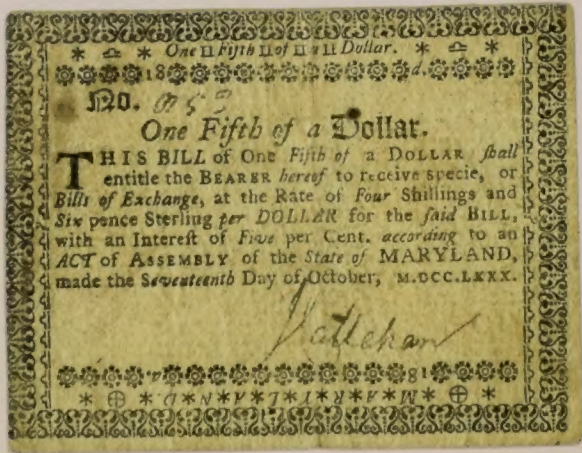 * ♎ * One ♊ Fifth ♊ of ♊ a ♊ Dollar. * ♎ *
18 d.
No.
One Fifth of a Dollar.
THIS BILL of One Fifth of a DOLLAR ſhall
entitle the BEARER hereof to receive ſpecie, or
Bills of Exchange, at the Rate of Four Shillings and
Six pence Sterling per DOLLAR for the ſaid BILL,
with an Intereſt of Five per Cent. according to an
ACT of ASSEMBLY of the State of MARYLAND,
made the Seventeenth Day of October, M.DCC.LXXX.
18 d.
* ⊕ * M*A*R*Y*L*A*N*D * ⊕ *